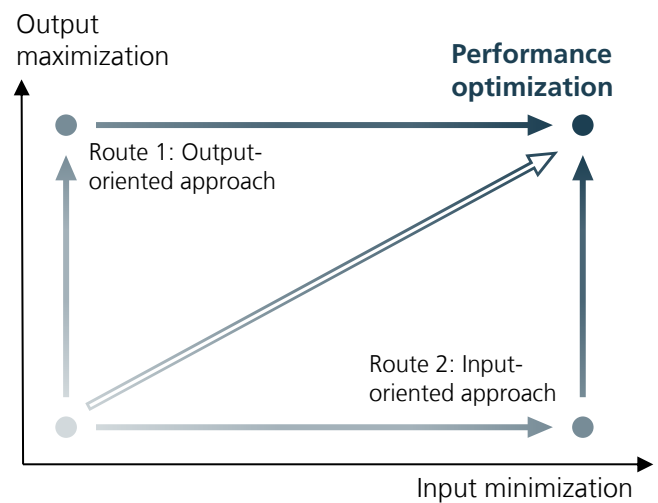 Output
maximization
Performance
optimization
Route 1: Output-
oriented approach
Route 2: Input-
oriented approach
Input minimization